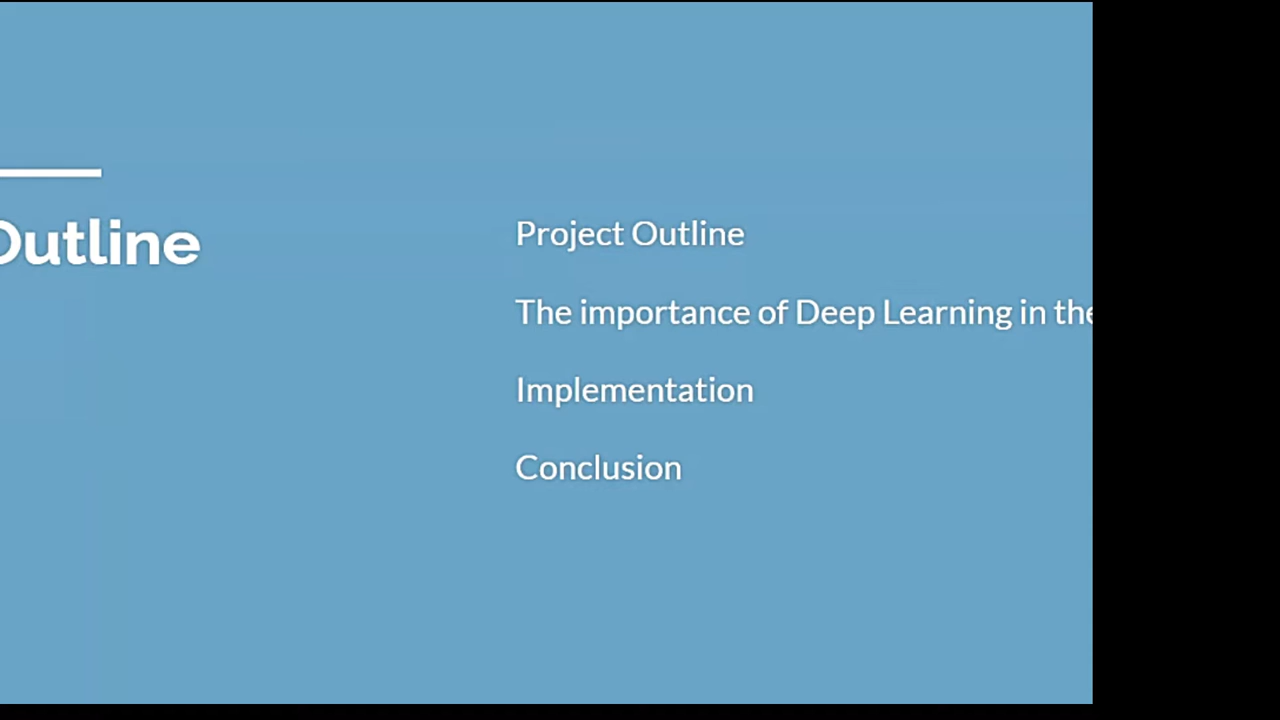 Outline
Project Outline
The importance of Deep Learning in the
Implementation
Conclusion